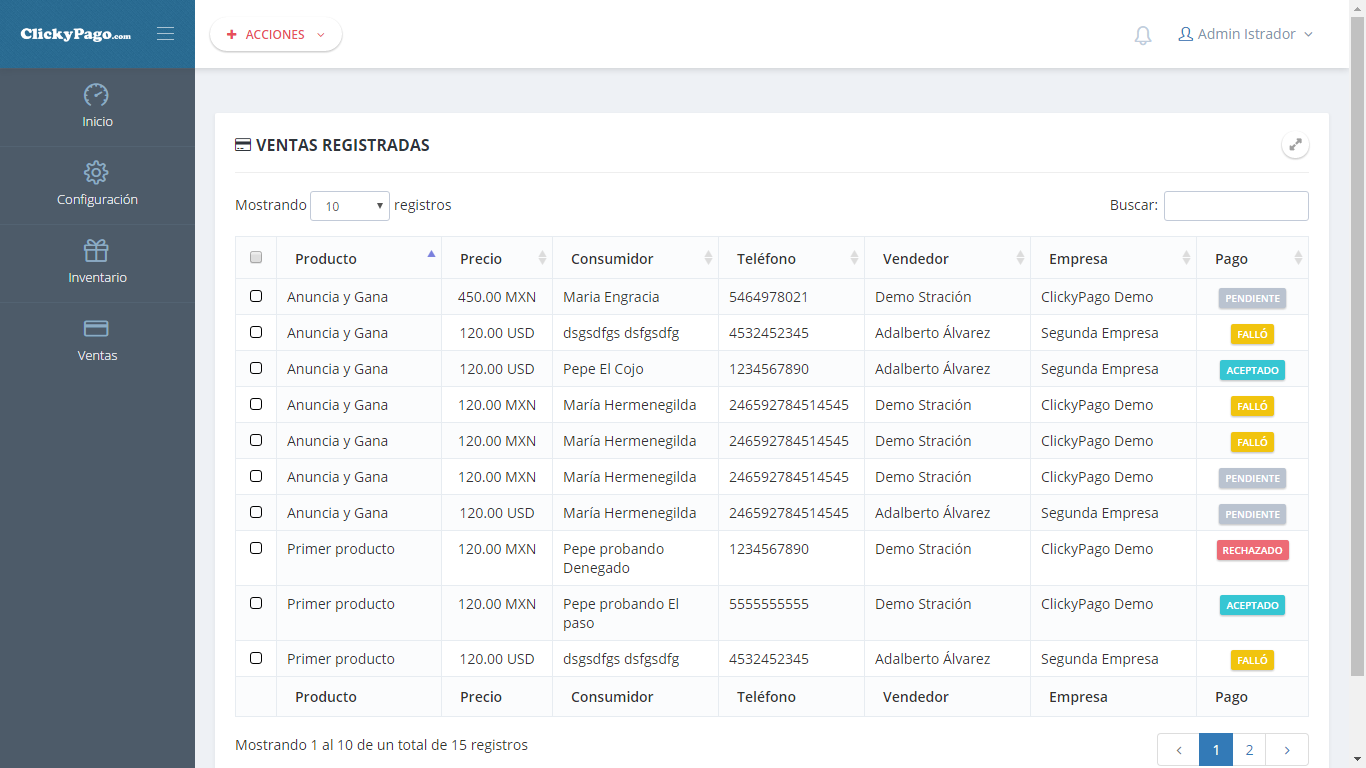 ClickyPago.com
ACCIONES
Admin Istrador
Inicio
Configuración
Inventario
Ventas
VENTAS REGISTRADAS
Mostrando 10 registros
Buscar:
Producto Precio Consumidor Teléfono Vendedor Empresa Pago
Anuncia y Gana 450.00 MXN Maria Engracia 5464978021 Demo Stración ClickyPago Demo PENDIENTE
Anuncia y Gana 120.00 USD dsgsdfgs dsfgsdfg 4532452345 Adalberto Álvarez Segunda Empresa FALLÓ
Anuncia y Gana 120.00 USD Pepe El Cojo 1234567890 Adalberto Álvarez Segunda Empresa ACEPTADO
Anuncia y Gana 120.00 MXN María Hermenegilda 246592784514545 Demo Stración ClickyPago Demo FALLÓ
Anuncia y Gana 120.00 MXN María Hermenegilda 246592784514545 Demo Stración ClickyPago Demo FALLÓ
Anuncia y Gana 120.00 MXN María Hermenegilda 246592784514545 Demo Stración ClickyPago Demo PENDIENTE
Anuncia y Gana 120.00 USD María Hermenegilda 246592784514545 Adalberto Álvarez Segunda Empresa PENDIENTE
Primer producto 120.00 MXN Pepe probando 1234567890 Demo Stración ClickyPago Demo RECHAZADO
Denegado
Primer producto 120.00 MXN Pepe probando El 5555555555 Demo Stración ClickyPago Demo ACEPTADO
paso
Primer producto 120.00 USD dsgsdfgs dsfgsdfg 4532452345 Adalberto Álvarez Segunda Empresa FALLÓ
Producto Precio Consumidor Teléfono Vendedor Empresa Pago
Mostrando 1 al 10 de un total de 15 registros
‹ 1 2 ›